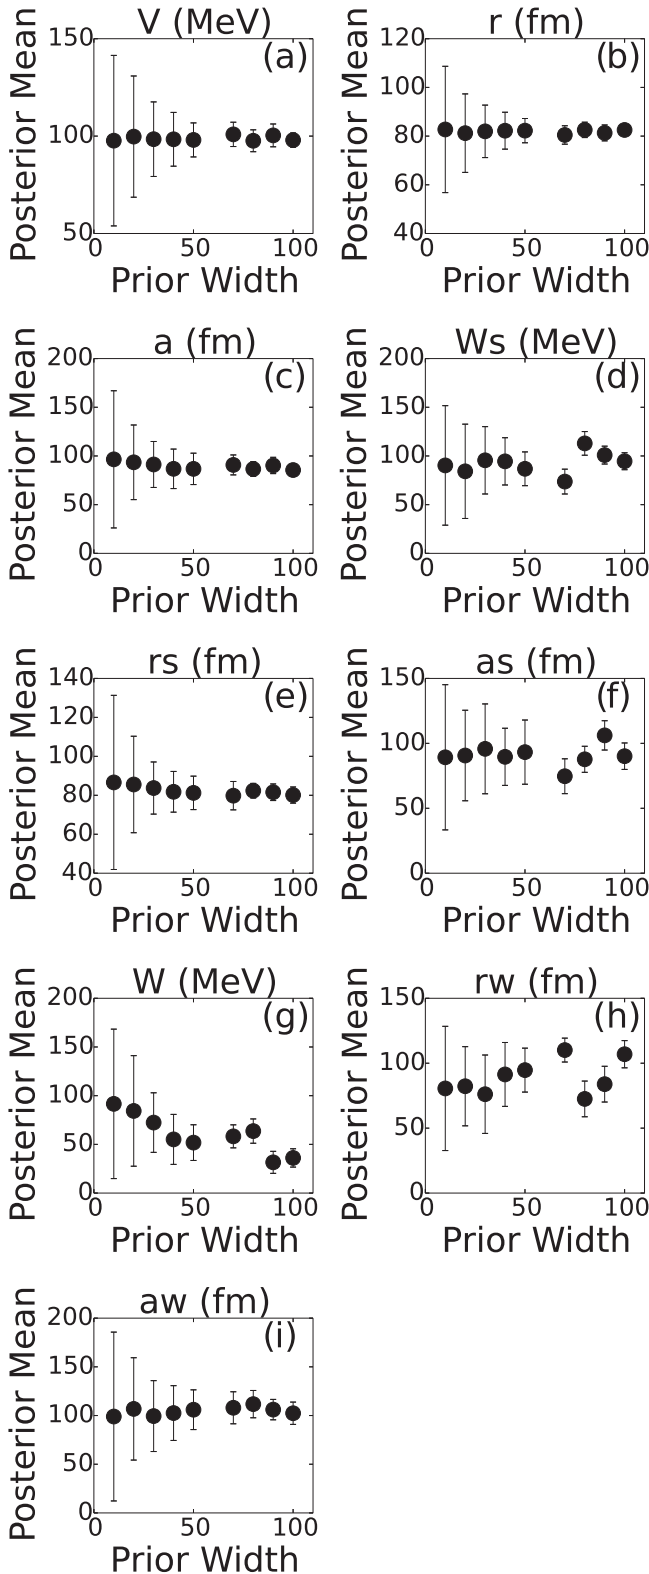 V (MeV)
Posterior Mean
150
100
50
(a)
0 50 100
Prior Width
r (fm)
Posterior Mean
120
100
80
60
40
(b)
0 50 100
Prior Width
a (fm)
Posterior Mean
200
150
100
50
0
(c)
0 50 100
Prior Width
Ws (MeV)
Posterior Mean
200
150
100
50
0
(d)
0 50 100
Prior Width
rs (fm)
Posterior Mean
140
120
100
80
60
40
(e)
0 50 100
Prior Width
as (fm)
Posterior Mean
150
100
50
0
(f)
0 50 100
Prior Width
W (MeV)
Posterior Mean
200
150
100
50
0
(g)
0 50 100
Prior Width
rw (fm)
Posterior Mean
150
100
50
0
(h)
0 50 100
Prior Width
aw (fm)
Posterior Mean
200
150
100
50
0
(i)
0 50 100
Prior Width